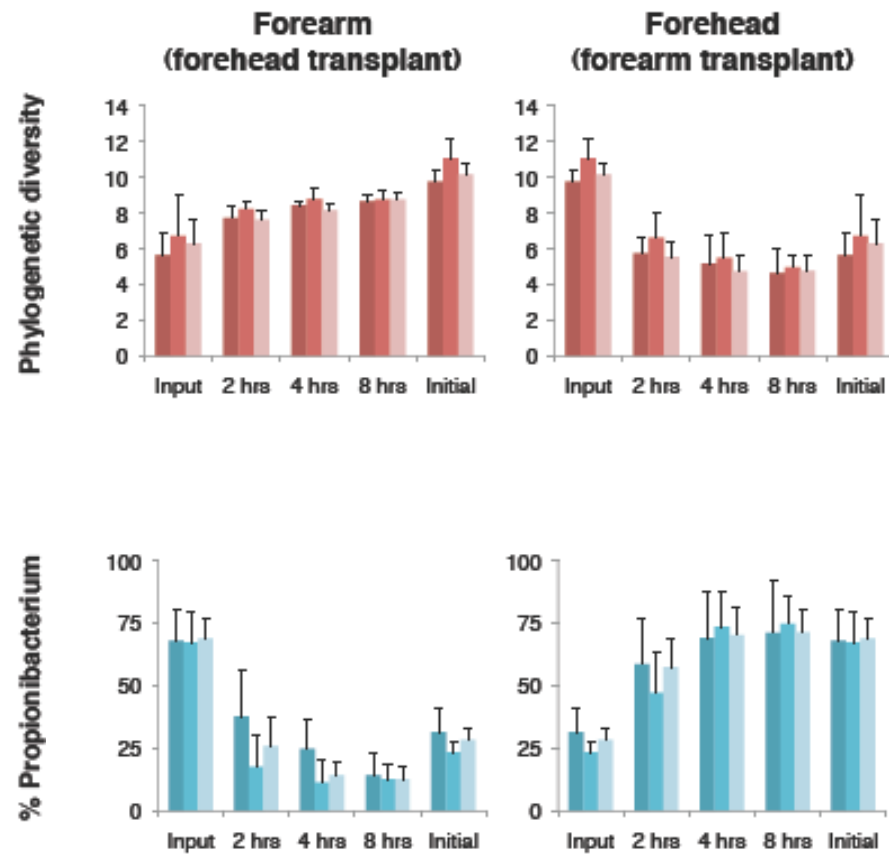 Forearm
(forehead transplant)
Forehead
(forearm transplant)
Phylogenetic diversity
14
12
10
8
6
4
2
0
Input 2 hrs 4 hrs 8 hrs Initial
14
12
10
8
6
4
2
0
Input 2 hrs 4 hrs 8 hrs Initial
% Propionibacterium
100
75
50
25
0
Input 2 hrs 4 hrs 8 hrs Initial
100
75
50
25
0
Input 2 hrs 4 hrs 8 hrs Initial